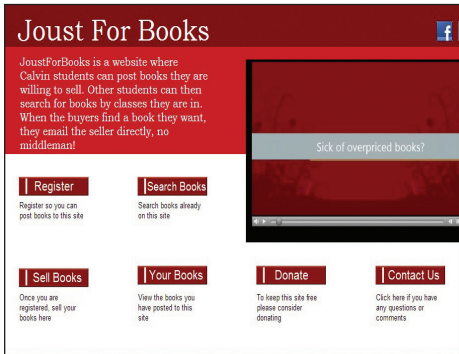 Joust For Books
f
JoustForBooks is a website where
Calvin students can post books they are
willing to sell. Other students can then
search for books by classes they are in.
When the buyers find a book they want,
they email the seller directly, no
middleman!
Sick of overpriced books?
Register
Search Books
Register so you can
post books to this site
Search books already
on this site
Sell Books
Your Books
Donate
Contact Us
Once you are
registered, sell your
books here
View the books you
have posted to this
site
To keep this site free
please consider
donating
Click here if you have
any questions or
comments